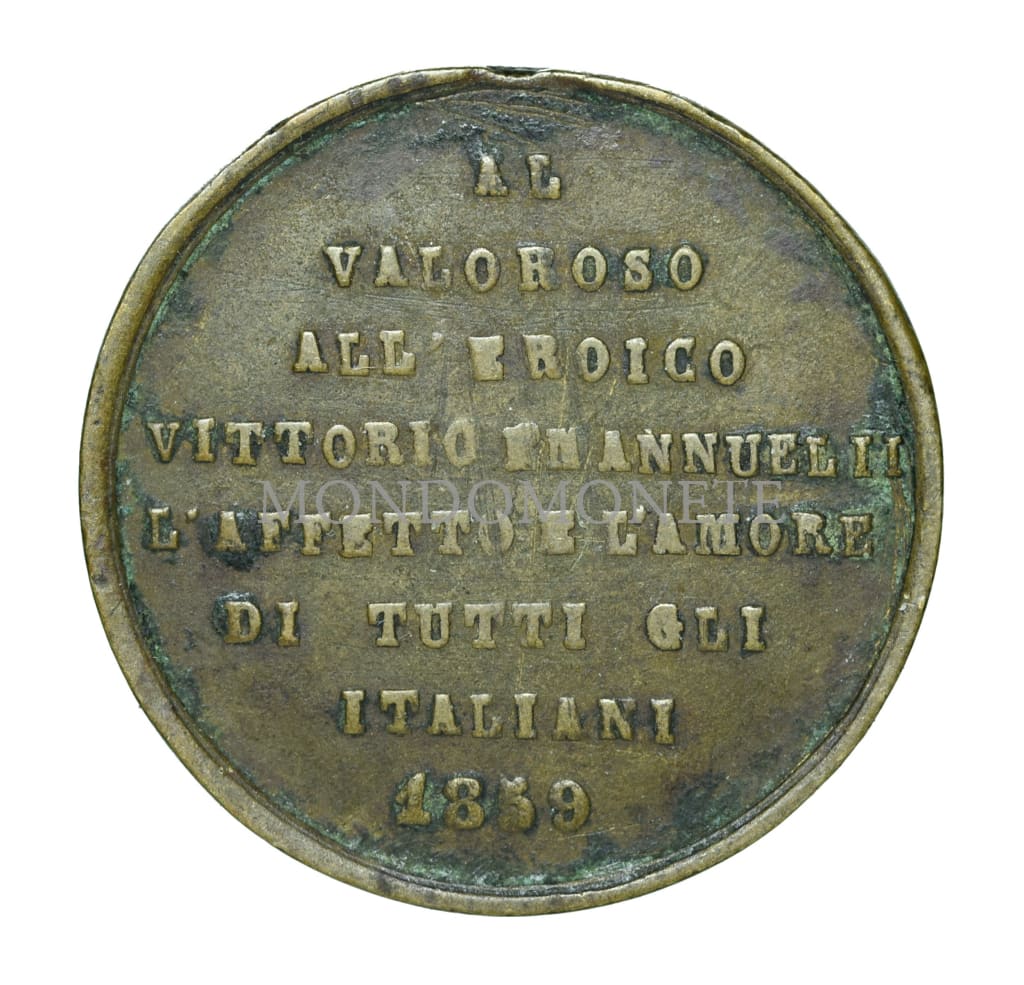 AL
VALOROSO
ALL'EROICO
VITTORIO EMANNUEL II
MONDOMONETE
L'AFFETTO E L'AMORE
DI TUTTI GLI
ITALIANI
1859